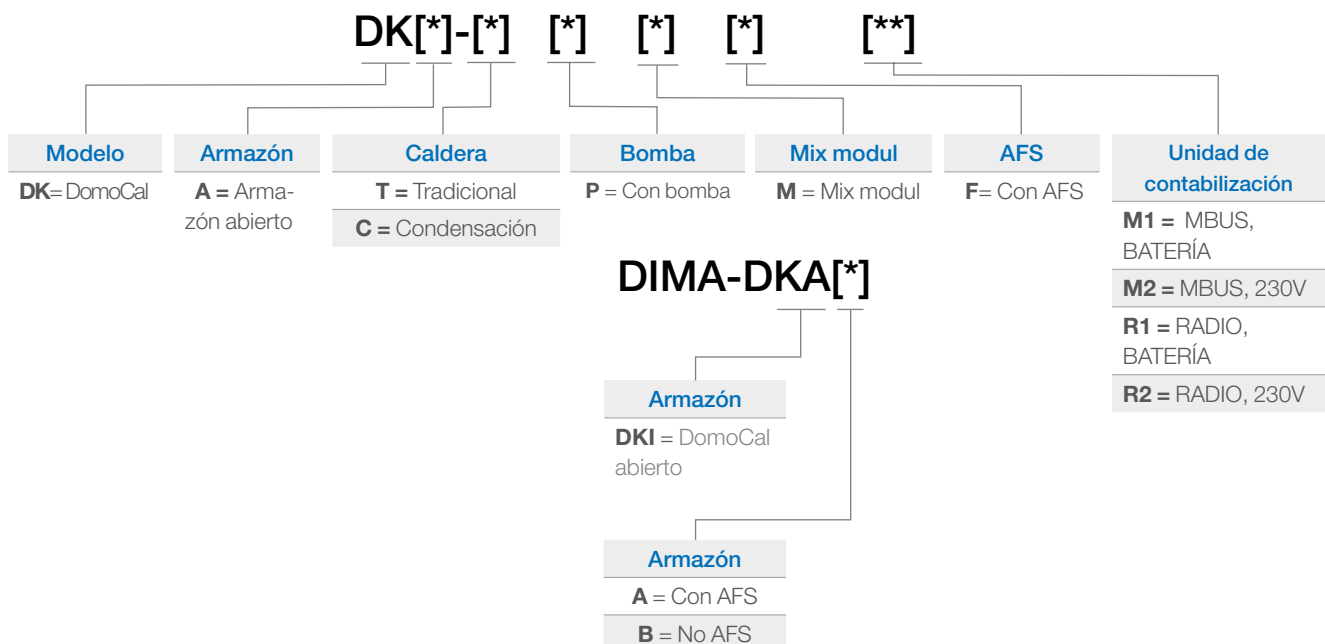 DK[*]-[*] [*] [*] [*] [**]
Modelo
DK= DomoCal
Armazón
A = Arma-
zón abierto
Caldera
T = Tradicional
C = Condensación
Bomba
P = Con bomba
Mix modul
M = Mix modul
AFS
F= Con AFS
Unidad de
contabilización
M1 = MBUS,
BATERÍA
M2 = MBUS, 230V
R1 = RADIO,
BATERÍA
R2 = RADIO, 230V
DIMA-DKA[*]
Armazón
DKI = DomoCal
abierto
Armazón
A = Con AFS
B = No AFS